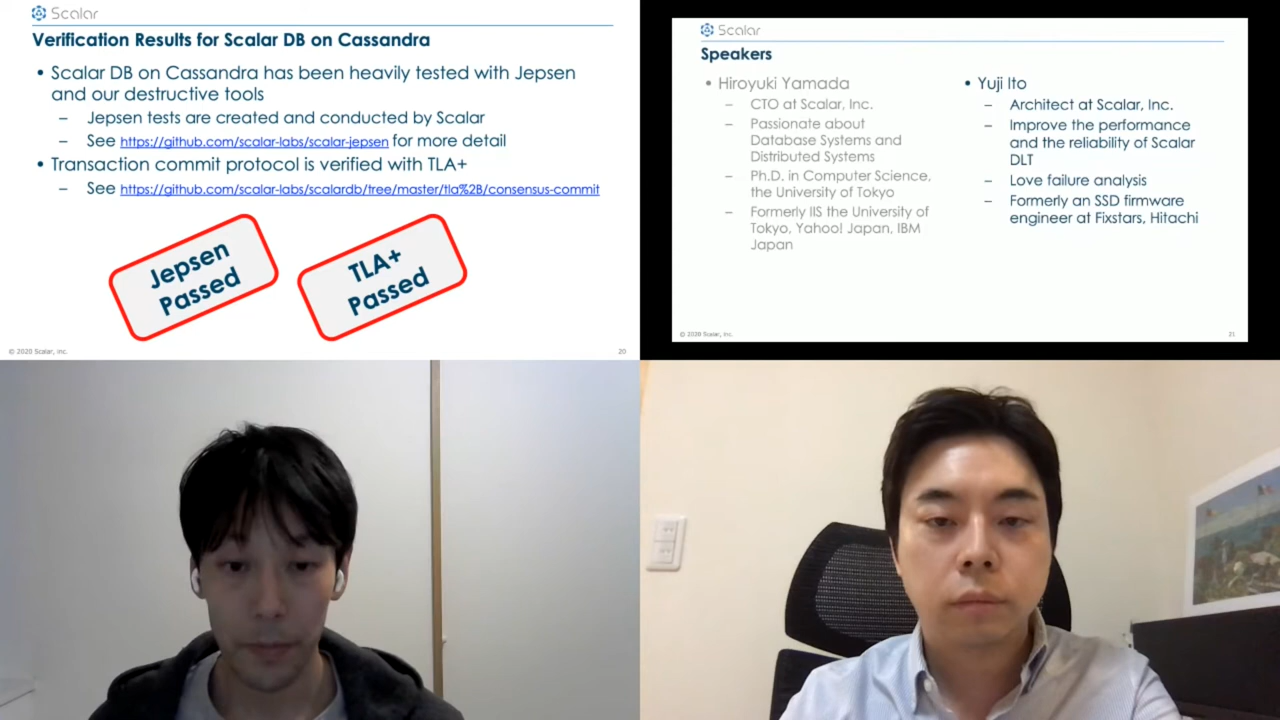 Scalar
Verification Results for Scalar DB on Cassandra
• Scalar DB on Cassandra has been heavily tested with Jepsen
and our destructive tools
– Jepsen tests are created and conducted by Scalar
– See https://github.com/scalar-labs/scalar-jepsen for more detail
• Transaction commit protocol is verified with TLA+
– See https://github.com/scalar-labs/scalardb/tree/master/tla%2B/consensus-commit
Jepsen
Passed
TLA+
Passed
© 2020 Scalar, inc.
20
Scalar
Speakers
• Hiroyuki Yamada
– CTO at Scalar, Inc.
– Passionate about
Database Systems and
Distributed Systems
– Ph.D. in Computer Science,
the University of Tokyo
– Formerly IIS the University of
Tokyo, Yahoo! Japan, IBM
Japan
• Yuji Ito
– Architect at Scalar, Inc.
– Improve the performance
and the reliability of Scalar
DLT
– Love failure analysis
– Formerly an SSD firmware
engineer at Fixstars, Hitachi
© 2020 Scalar, inc.
21